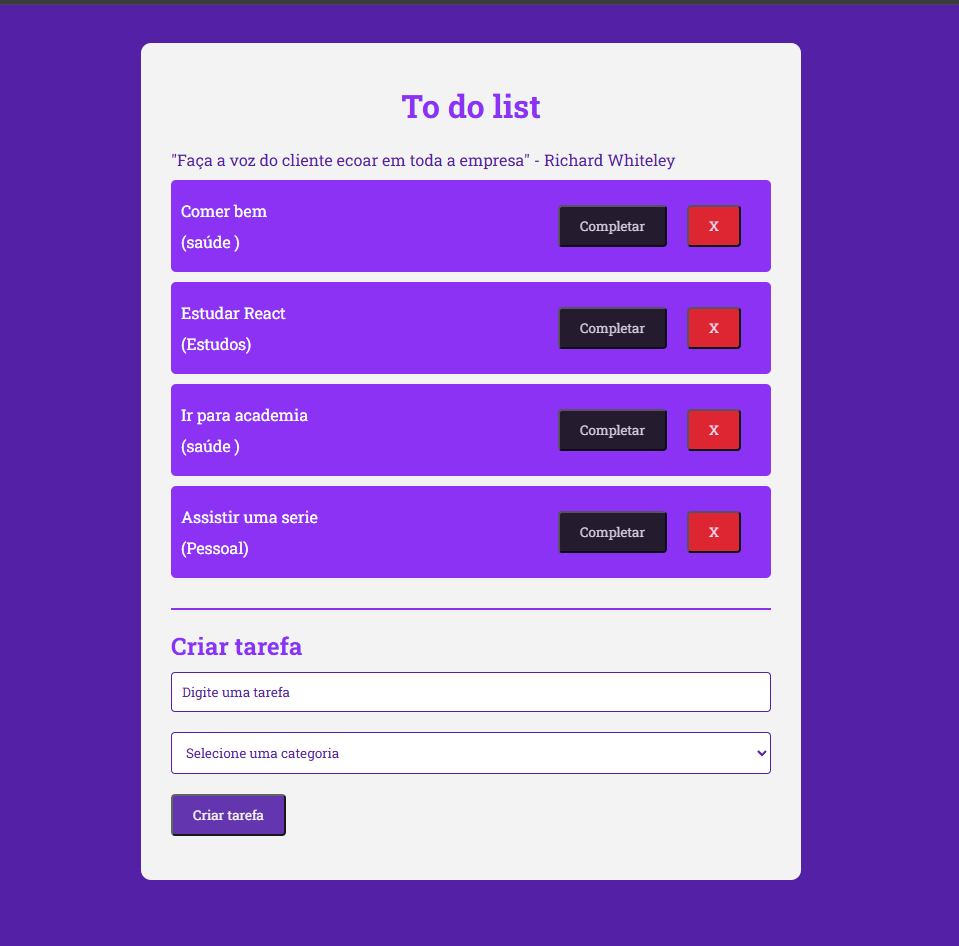 To do list
"Faça a voz do cliente ecoar em toda a empresa" - Richard Whiteley
Comer bem
(saúde )
Completar
X
Estudar React
(Estudos)
Completar
X
Ir para academia
(saúde )
Completar
X
Assistir uma serie
(Pessoal)
Completar
X
Criar tarefa
Digite uma tarefa
Selecione uma categoria
Criar tarefa